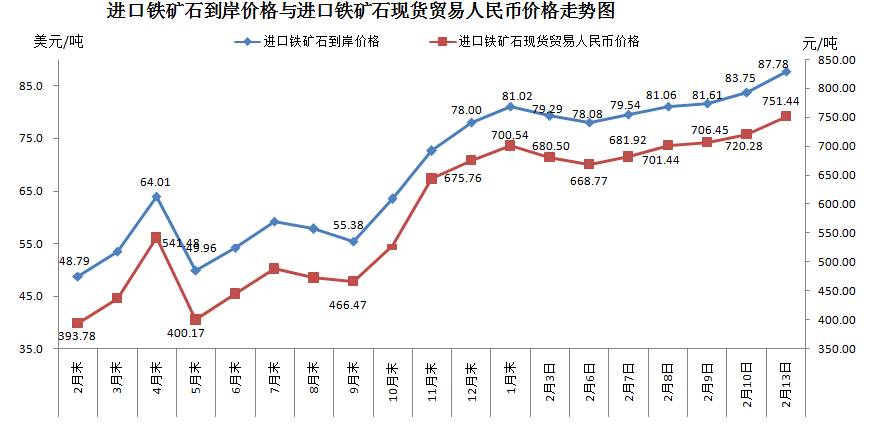 进口铁矿石到岸价格与进口铁矿石现货贸易人民币价格走势图
美元/吨
进口铁矿石到岸价格
进口铁矿石现货贸易人民币价格
元/吨
85.0
75.0
65.0
55.0
45.0
35.0
850.00
800.00
750.00
700.00
650.00
600.00
550.00
500.00
450.00
400.00
350.00
48.79
64.01
49.96
55.38
78.00
81.02
79.29
78.08
79.54
81.06
81.61
83.75
87.78
393.78
541.48
400.17
466.47
675.76
700.54
680.50
668.77
681.92
701.44
706.45
720.28
751.44
2月末
3月末
4月末
5月末
6月末
7月末
8月末
9月末
10月末
11月末
12月末
1月末
2月3日
2月6日
2月7日
2月8日
2月9日
2月10日
2月13日